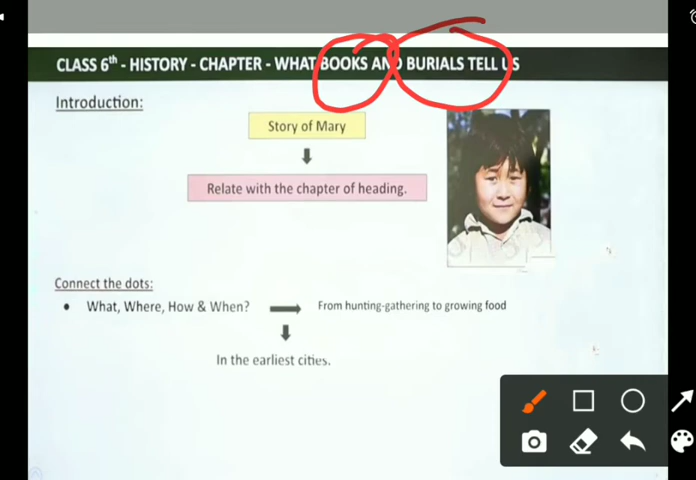 CLASS 6th - HISTORY - CHAPTER - WHAT BOOKS AND BURIALS TELL US
Introduction:
Story of Mary
Relate with the chapter of heading.
Connect the dots:
• What, Where, How & When? From hunting-gathering to growing food
In the earliest cities.